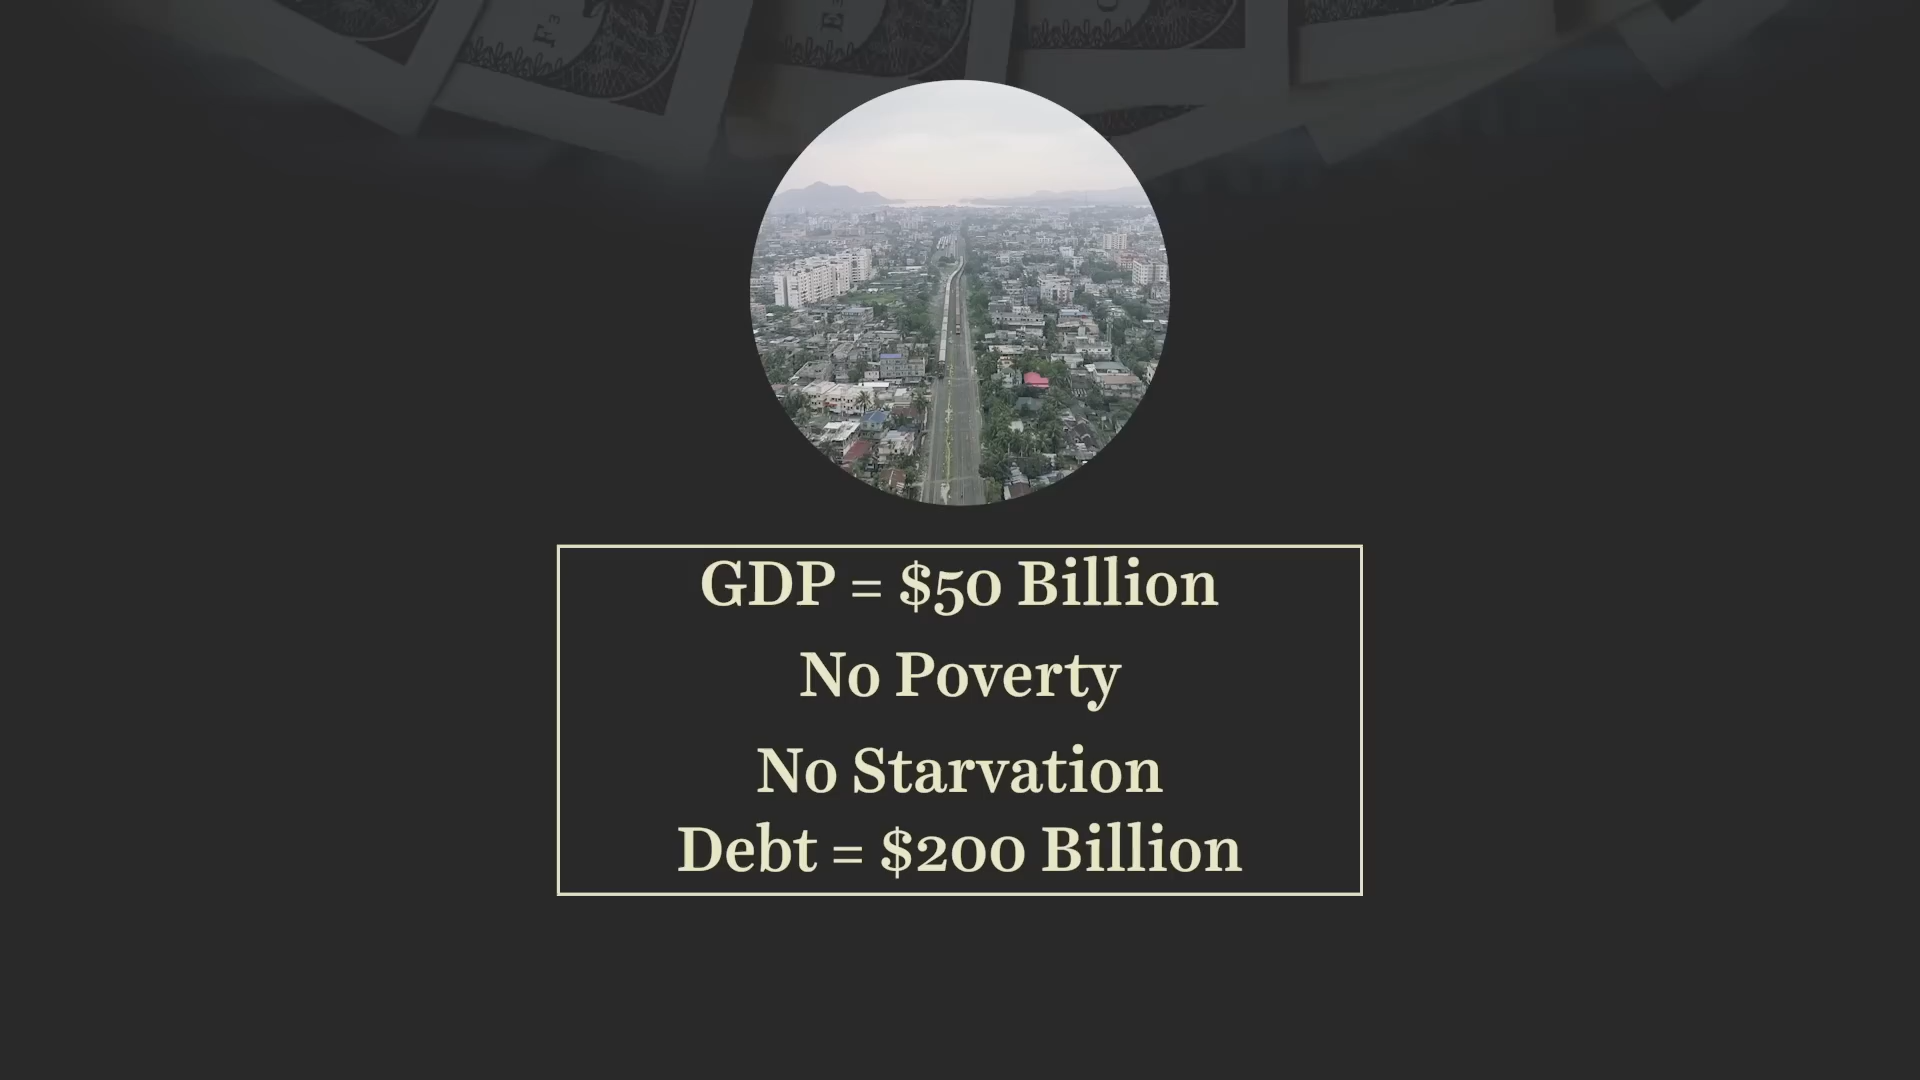 GDP = $50 Billion
No Poverty
No Starvation
Debt = $200 Billion